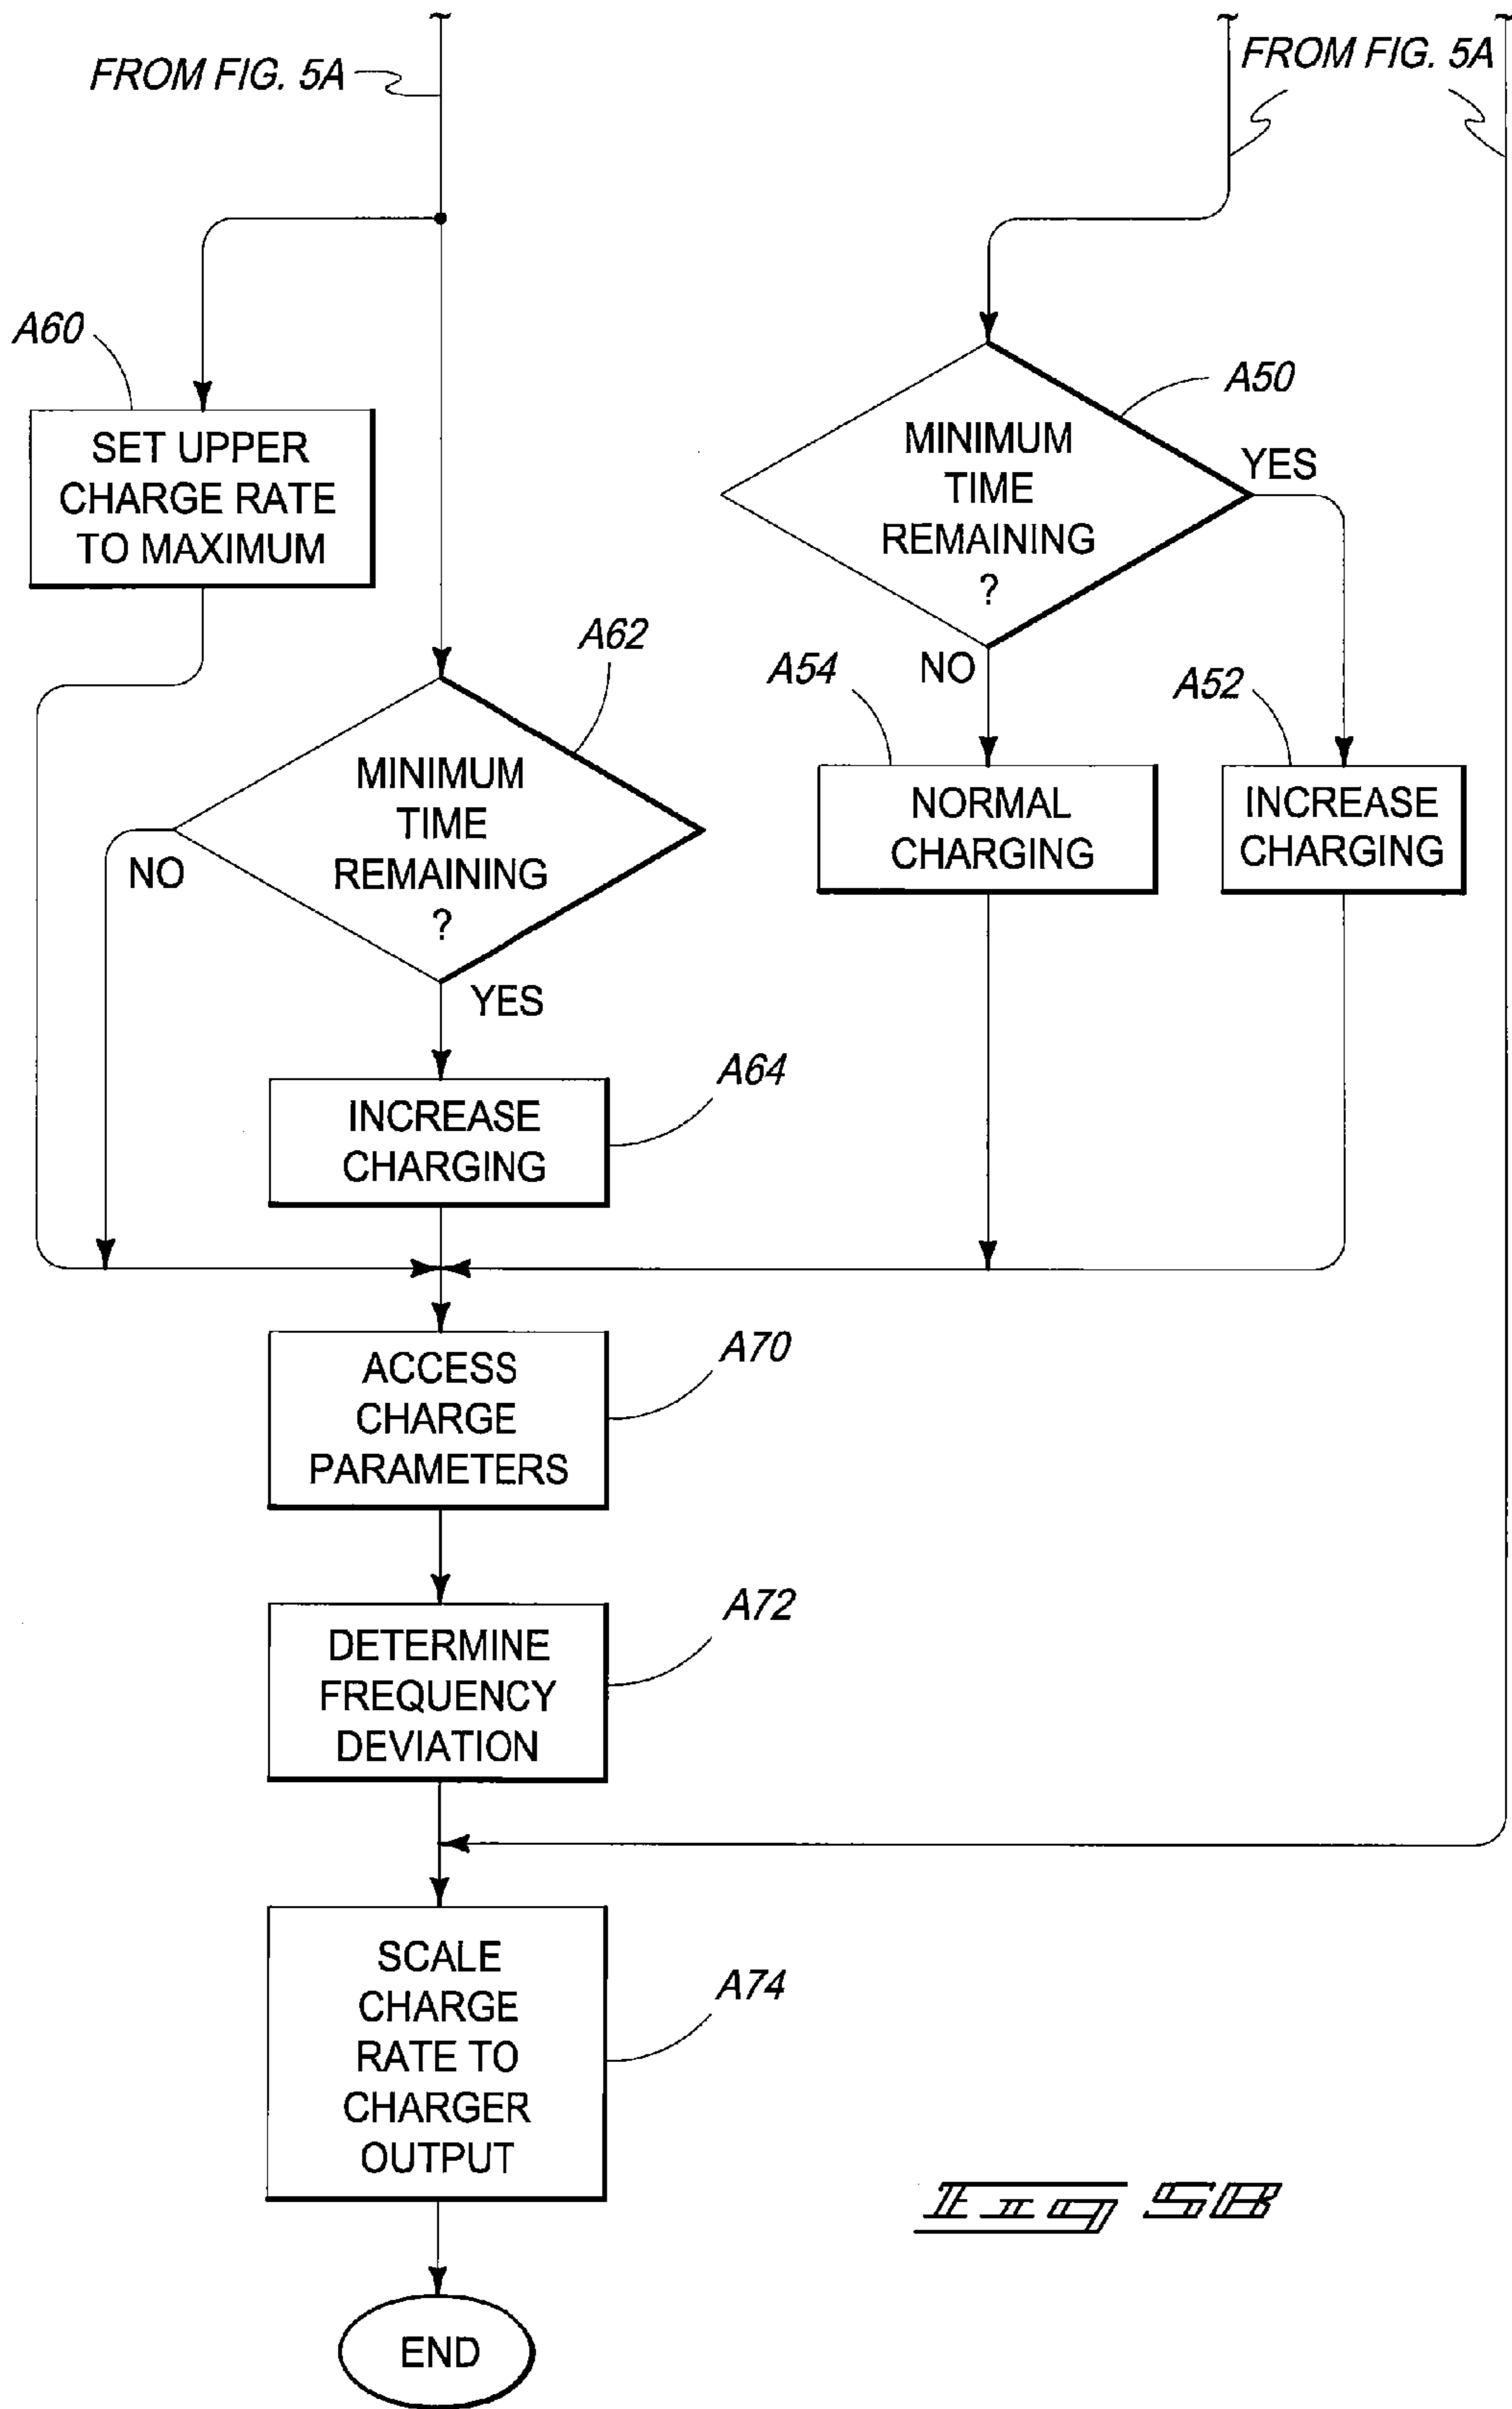 FROM FIG. 5A
FROM FIG. 5A
A60
SET UPPER
CHARGE RATE
TO MAXIMUM
A50
MINIMUM
TIME
REMAINING
?
YES
NO
A62
MINIMUM
TIME
REMAINING
?
NO
YES
A54
NORMAL
CHARGING
A52
INCREASE
CHARGING
A64
INCREASE
CHARGING
A70
ACCESS
CHARGE
PARAMETERS
A72
DETERMINE
FREQUENCY
DEVIATION
A74
SCALE
CHARGE
RATE TO
CHARGER
OUTPUT
END
Fig 5B